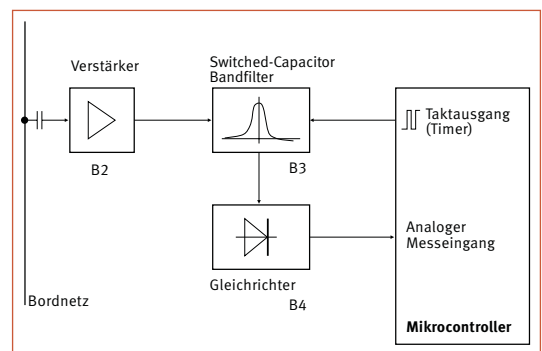 Verstärker
B2
Switched-Capacitor
Bandfilter
B3
Taktausgang
(Timer)
Analoger
Messeingang
Gleichrichter
B4
Bordnetz
Mikrocontroller